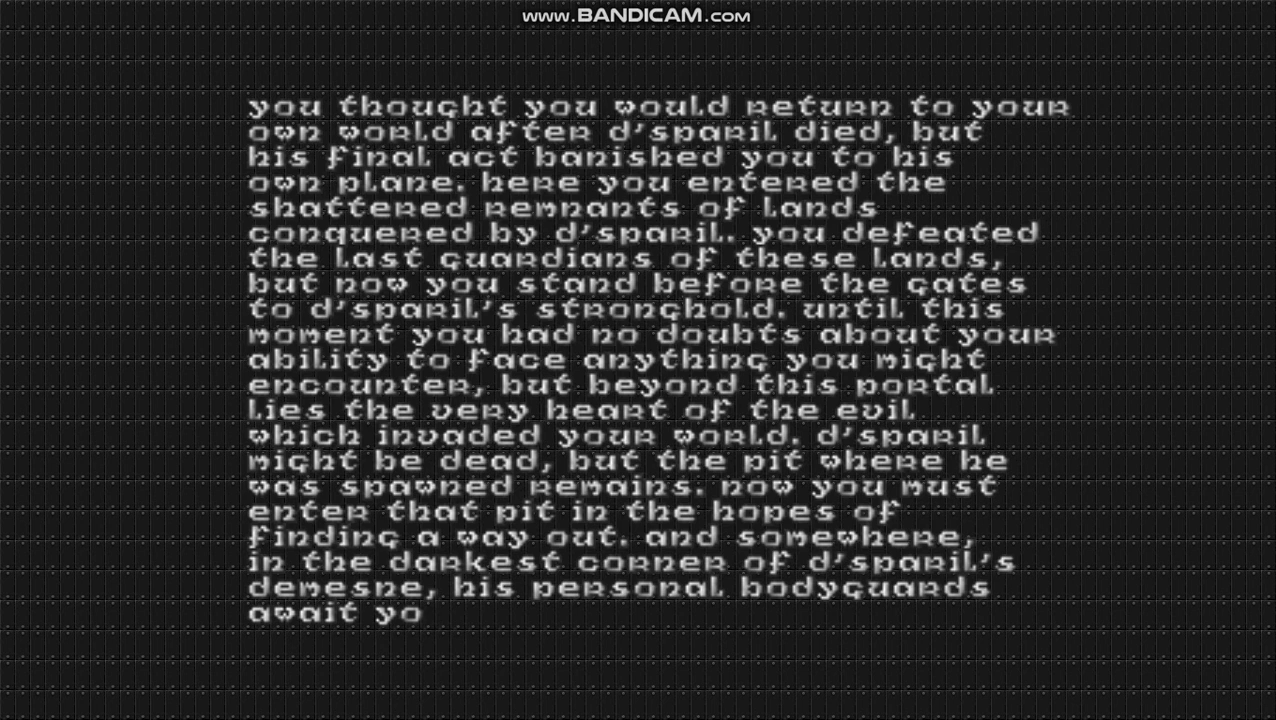 www.BANDICAM.com
you thought you would return to your
own world after d'sparil died, but
his final act banished you to his
own plane. here you entered the
shattered remnants of lands
conquered by d'sparil. you defeated
the last guardians of these lands,
but now you stand before the gates
to d'sparil's stronghold. until this
moment you had no doubts about your
ability to face anything you might
encounter, but beyond this portal
lies the very heart of the evil
which invaded your world. d'sparil
might be dead, but the pit where he
was spawned remains. now you must
enter that pit in the hopes of
finding a way out. and somewhere,
in the darkest corner of d'sparil's
demesne, his personal bodyguards
await yo